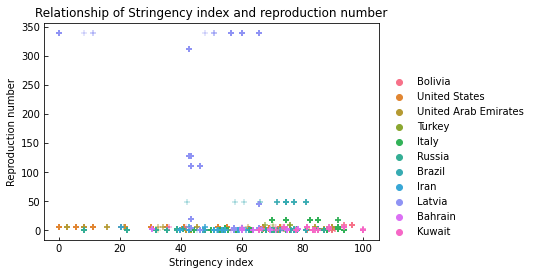 Relationship of Stringency index and reproduction number
350
300
250
200
150
100
50
0
Reproduction number
0
20
40
60
80
100
Stringency index
Bolivia
United States
United Arab Emirates
Turkey
Italy
Russia
Brazil
Iran
Latvia
Bahrain
Kuwait